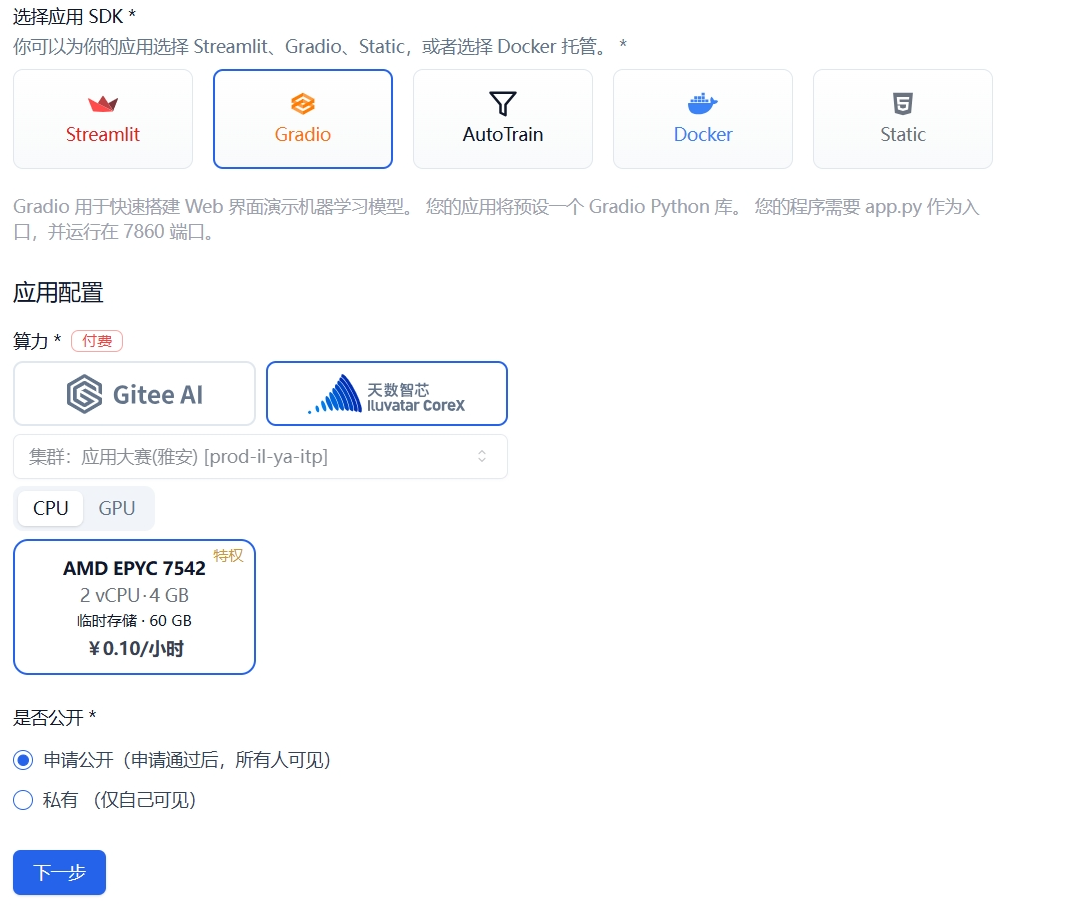 选择应用 SDK *
你可以为你的应用选择 Streamlit、Gradio、Static，或者选择 Docker 托管。 *
Streamlit
Gradio
AutoTrain
Docker
Static
Gradio 用于快速搭建 Web 界面演示机器学习模型。 您的应用将预设一个 Gradio Python 库。 您的程序需要 app.py 作为入
口，并运行在 7860 端口。
应用配置
算力 * 付费
Gitee AI
天数智芯
Iluvatar CoreX
集群：应用大赛(雅安) [prod-il-ya-itp]
CPU GPU
特权
AMD EPYC 7542
2 vCPU·4 GB
临时存储 · 60 GB
￥0.10/小时
是否公开 *
申请公开（申请通过后，所有人可见）
私有 （仅自己可见）
下一步